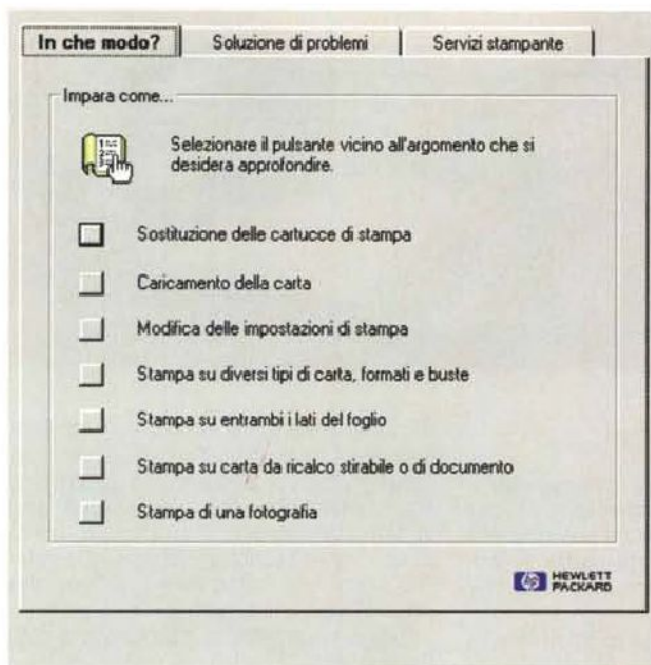 In che modo?
Soluzione di problemi
Servizi stampante
Impara come...
Selezionare il pulsante vicino all'argomento che si
desidera approfondire.
Sostituzione delle cartucce di stampa
Caricamento della carta
Modifica delle impostazioni di stampa
Stampa su diversi tipi di carta, formati e buste
Stampa su entrambi i lati del foglio
Stampa su carta da ricalco stirabile o di documento
Stampa di una fotografia
hp HEWLETT
PACKARD